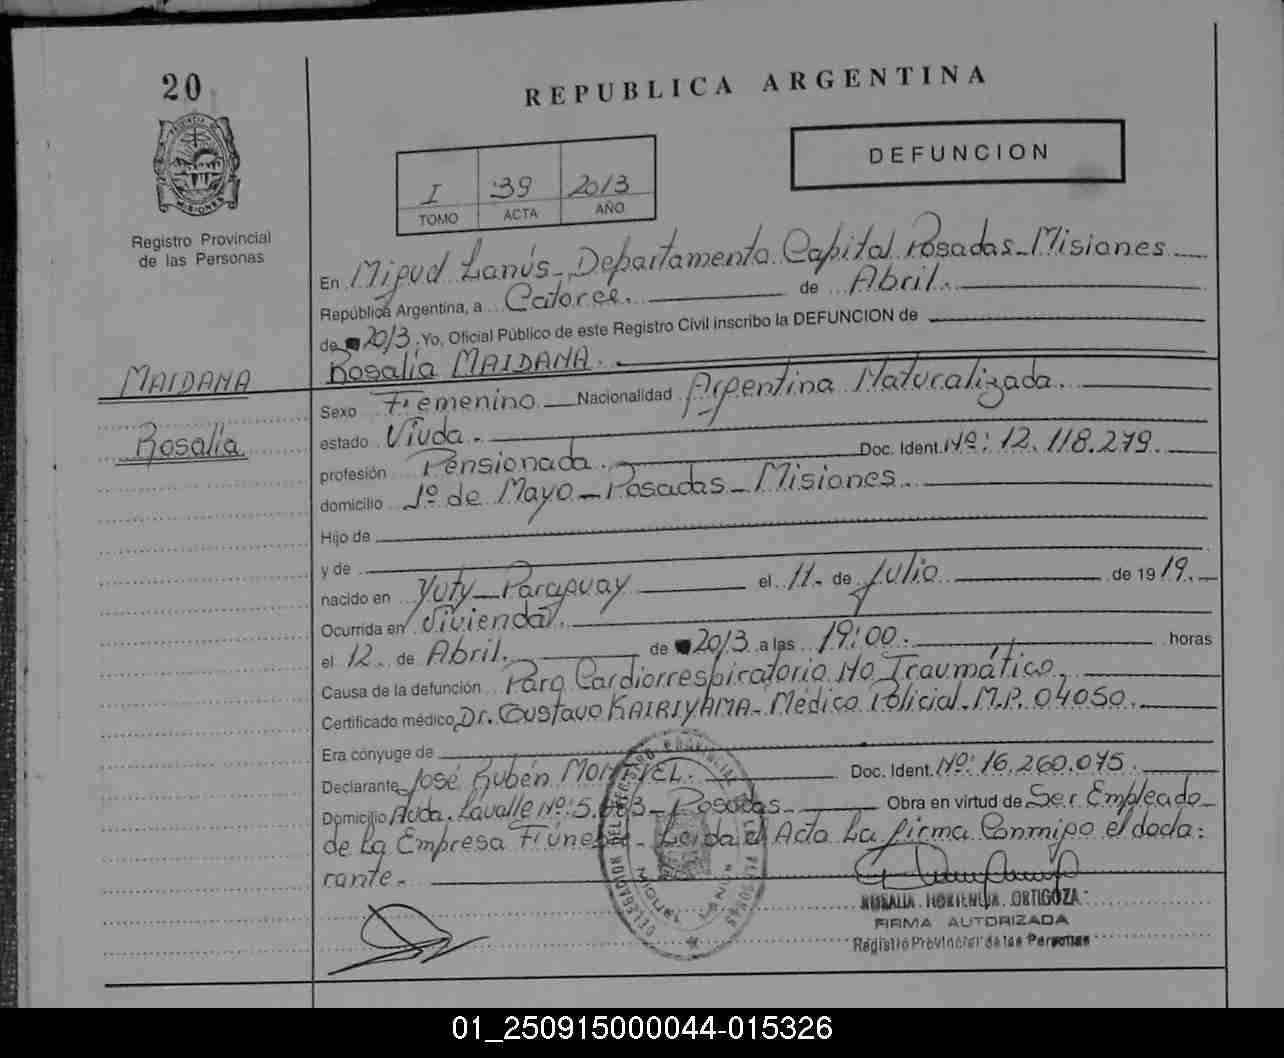 20
REPUBLICA ARGENTINA
DEFUNCION
I 39 2013
TOMO ACTA AÑO
PROVINCIA DE MISIONES
Registro Provincial
de las Personas
En Miguel Lanús - Departamento Capital Posadas - Misiones
República Argentina, a Catorce. de Abril.
de 2013. Yo, Oficial Público de este Registro Civil inscribo la DEFUNCION de
Rosalía MAIDANA.
MAIDANA
Rosalía
Sexo Femenino Nacionalidad Argentina Naturalizada.
estado Viuda.
profesión Pensionada. Doc. Ident. Nº: 12.118.279.
domicilio 1º de Mayo - Posadas - Misiones.
Hijo de
y de
nacido en Yuty - Paraguay el 11. de Julio de 1919.
Ocurrida en Vivienda.
el 12. de Abril. de 2013 a las 19:00. horas
Causa de la defunción Paro Cardiorrespiratorio NO Traumático.
Certificado médico Dr. Gustavo KAIRIYAMA - Médico Policial - M.P. 04050.
Era cónyuge de
Declarante José Rubén Doc. Ident. Nº: 16.260.075.
Domicilio Avda. Lavalle Nº: Posadas Obra en virtud de Ser Empleado
de La Empresa Fúnebre - Leida el Acta La firma Conmigo el decla:
rante.
ROSALIA HORTENCIA ORTIGOZA
FIRMA AUTORIZADA
Registro Provincial de las Personas
01_250915000044-015326